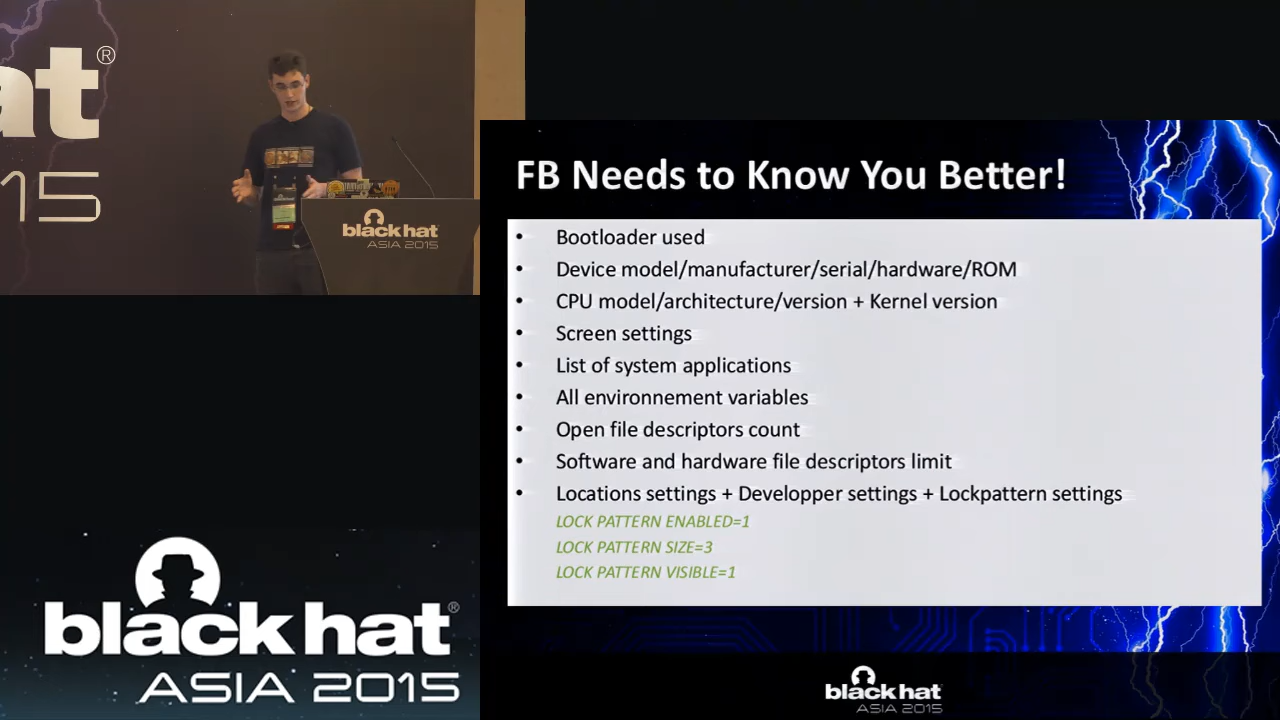 at®
15
black hat
ASIA 2015
FB Needs to Know You Better!
• Bootloader used
• Device model/manufacturer/serial/hardware/ROM
• CPU model/architecture/version + Kernel version
• Screen settings
• List of system applications
• All environnement variables
• Open file descriptors count
• Software and hardware file descriptors limit
• Locations settings + Developper settings + Lockpattern settings
LOCK PATTERN ENABLED=1
LOCK PATTERN SIZE=3
LOCK PATTERN VISIBLE=1
black hat®
ASIA 2015
black hat
ASIA 2015